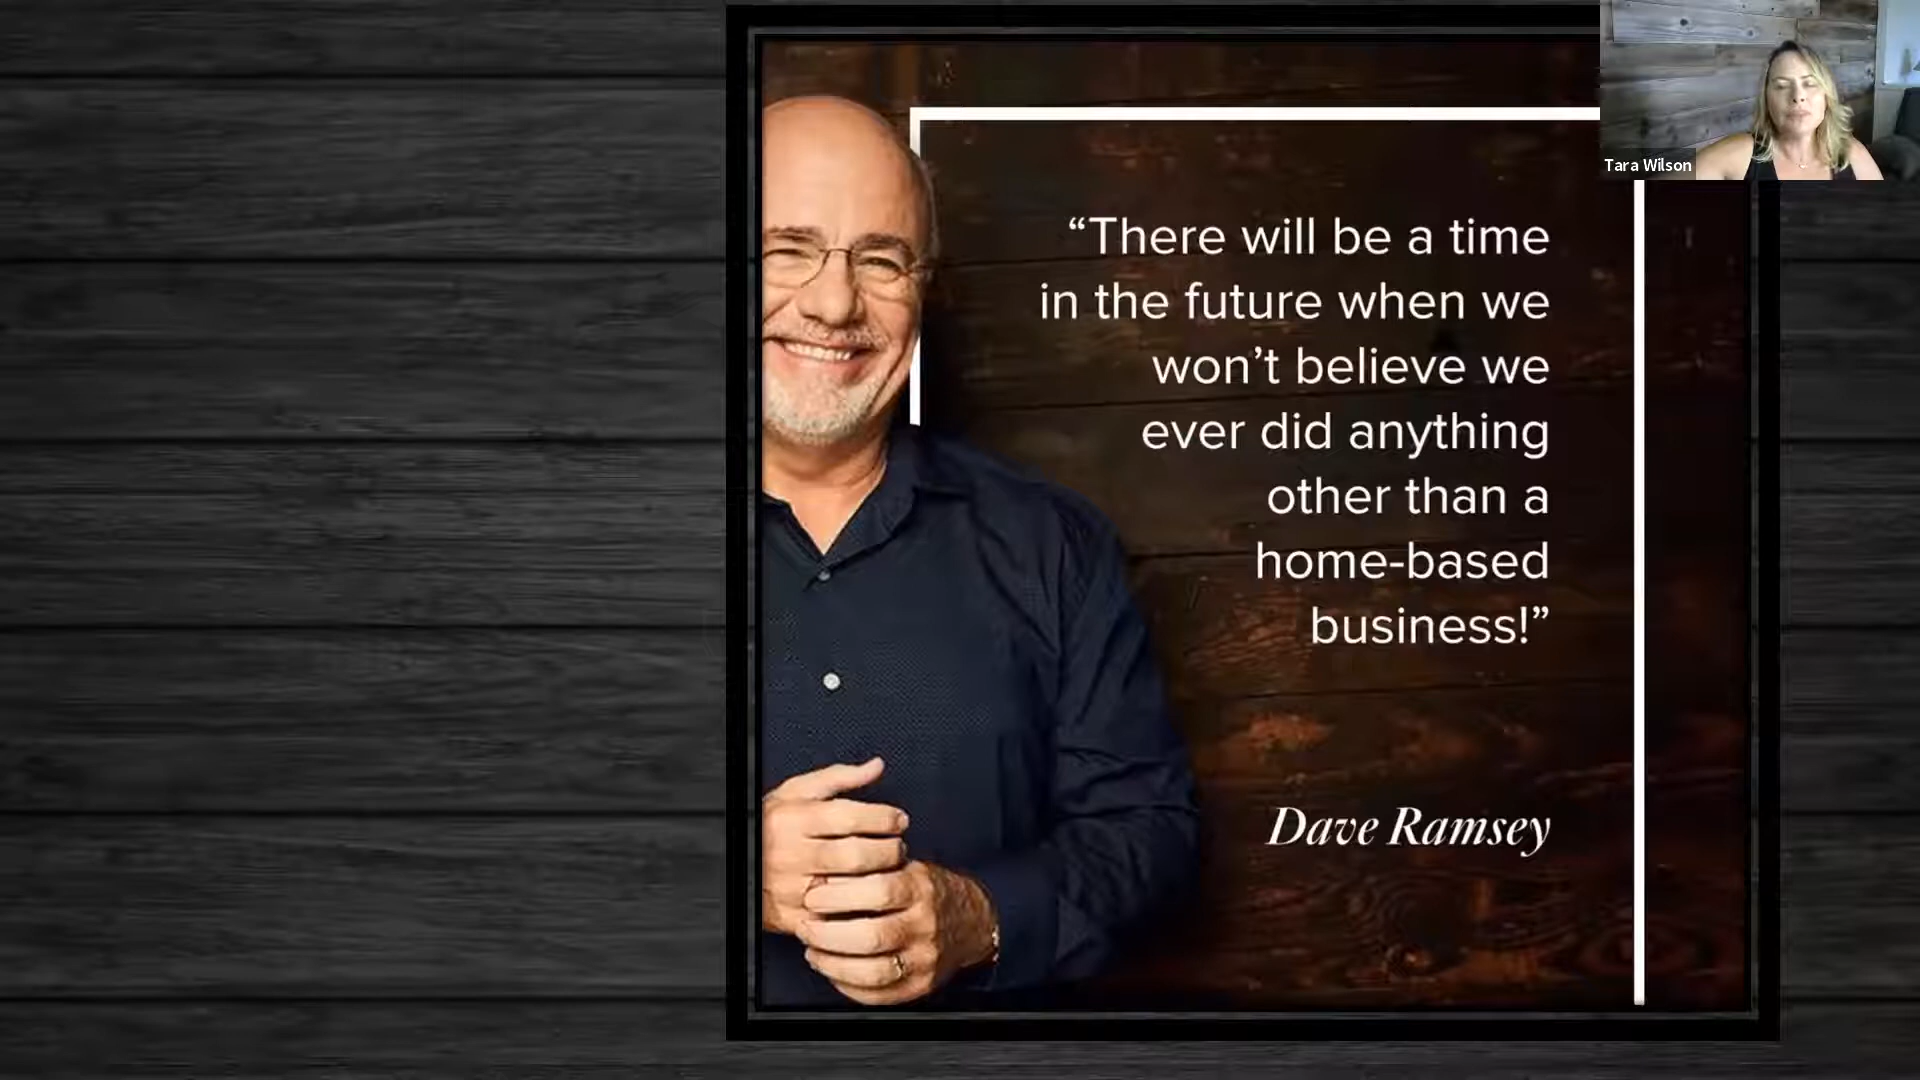 Tara Wilson
“There will be a time
in the future when we
won’t believe we
ever did anything
other than a
home-based
business!”
Dave Ramsey